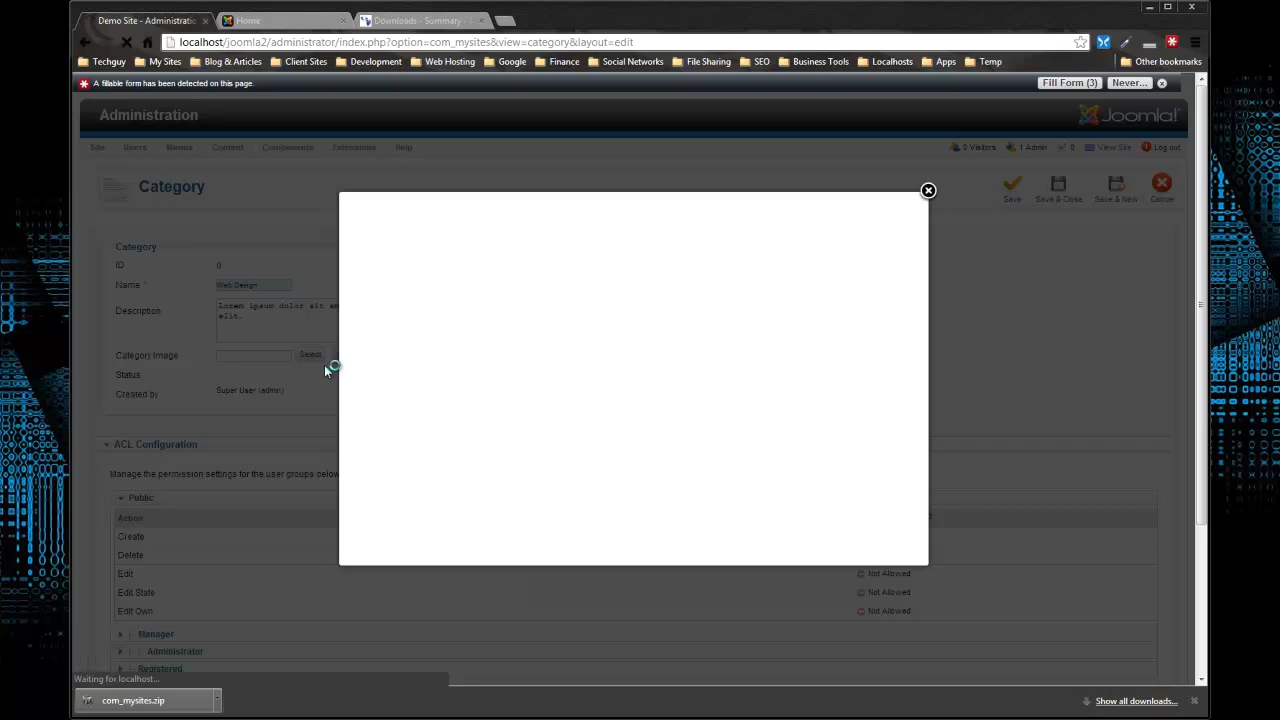 Demo Site - Administratio
Home
Downloads - Summary - 
localhost/joomla2/administrator/index.php?option=com_mysites&view=category&layout=edit
Techguy
My Sites
Blog & Articles
Client Sites
Development
Web Hosting
Google
Finance
Social Networks
File Sharing
SEO
Business Tools
Localhosts
Apps
Temp
Other bookmarks
A fillable form has been detected on this page.
Fill Form (3)
Never...
Administration
Joomla!
Site
Users
Menus
Content
Components
Extensions
Help
0 Visitors
1 Admin
0
View Site
Log out
Category
Save
Save & Close
Save & New
Cancel
Category
ID 0
Name * Web Design
Description Lorem ipsum dolor sit am
elit.
Category Image Select
Status
Created by Super User (admin)
ACL Configuration
Manage the permission settings for the user groups below
Public
Action
Create
Delete
Edit Not Allowed
Edit State Not Allowed
Edit Own Not Allowed
|— Manager
|— Administrator
|— Registered
Waiting for localhost...
com_mysites.zip
Show all downloads...